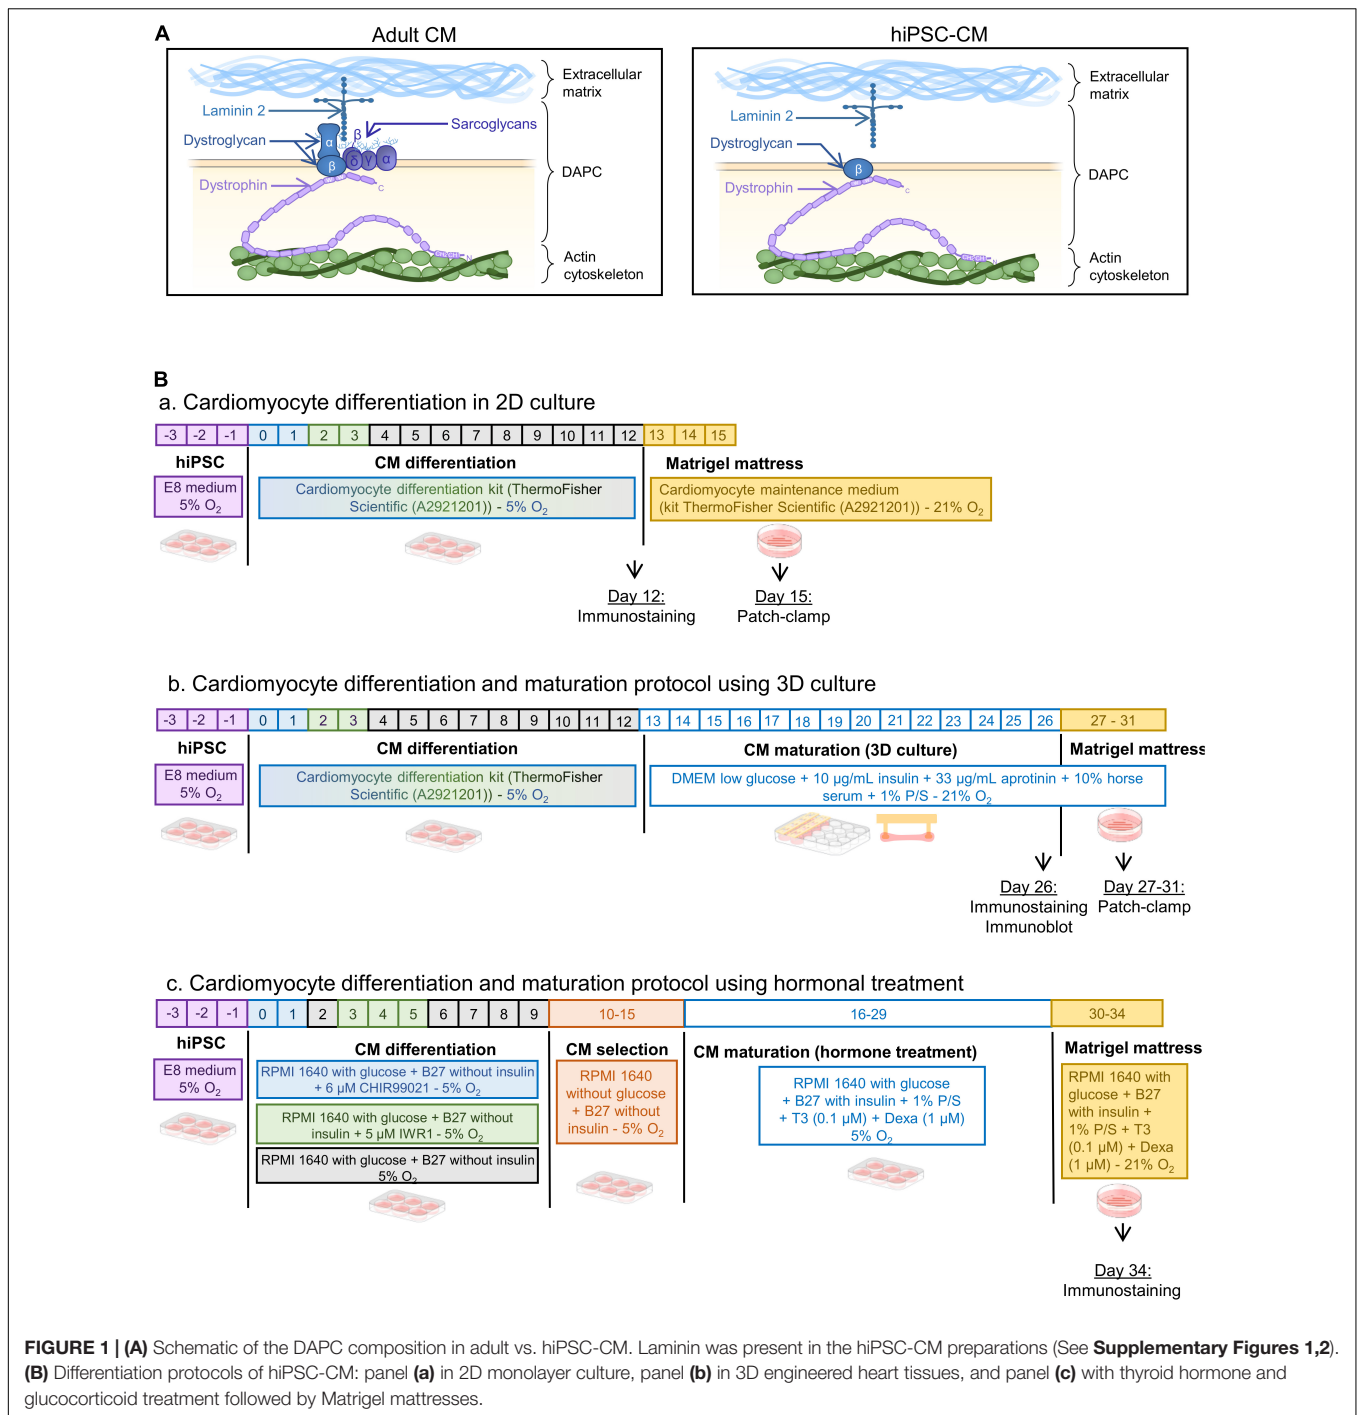 A
Adult CM
hiPSC-CM
Extracellular
matrix
Laminin 2
β
Sarcoglycans
Dystroglycan
α
β
δ
γ
α
DAPC
Dystrophin
C
N
Actin
cytoskeleton
Extracellular
matrix
Laminin 2
Dystroglycan
β
DAPC
Dystrophin
C
N
Actin
cytoskeleton
B
a. Cardiomyocyte differentiation in 2D culture
-3 -2 -1 0 1 2 3 4 5 6 7 8 9 10 11 12 13 14 15
hiPSC
CM differentiation
Matrigel mattress
E8 medium
5% O2
Cardiomyocyte differentiation kit (ThermoFisher
Scientific (A2921201)) - 5% O2
Cardiomyocyte maintenance medium
(kit ThermoFisher Scientific (A2921201)) - 21% O2
Day 12:
Immunostaining
Day 15:
Patch-clamp
b. Cardiomyocyte differentiation and maturation protocol using 3D culture
-3 -2 -1 0 1 2 3 4 5 6 7 8 9 10 11 12 13 14 15 16 17 18 19 20 21 22 23 24 25 26 27 - 31
hiPSC
CM differentiation
CM maturation (3D culture)
Matrigel mattress
E8 medium
5% O2
Cardiomyocyte differentiation kit (ThermoFisher
Scientific (A2921201)) - 5% O2
DMEM low glucose + 10 µg/mL insulin + 33 µg/mL aprotinin + 10% horse
serum + 1% P/S - 21% O2
Day 26:
Immunostaining
Immunoblot
Day 27-31:
Patch-clamp
c. Cardiomyocyte differentiation and maturation protocol using hormonal treatment
-3 -2 -1 0 1 2 3 4 5 6 7 8 9 10-15 16-29 30-34
hiPSC
CM differentiation
CM selection
CM maturation (hormone treatment)
Matrigel mattress
E8 medium
5% O2
RPMI 1640 with glucose + B27 without insulin
+ 6 µM CHIR99021 - 5% O2
RPMI 1640 with glucose + B27 without
insulin + 5 µM IWR1 - 5% O2
RPMI 1640 with glucose + B27 without insulin
5% O2
RPMI 1640
without glucose
+ B27 without
insulin - 5% O2
RPMI 1640 with glucose
+ B27 with insulin + 1% P/S
+ T3 (0.1 µM) + Dexa (1 µM)
5% O2
RPMI 1640 with
glucose + B27
with insulin +
1% P/S + T3
(0.1 µM) + Dexa
(1 µM) - 21% O2
Day 34:
Immunostaining
FIGURE 1 | (A) Schematic of the DAPC composition in adult vs. hiPSC-CM. Laminin was present in the hiPSC-CM preparations (See Supplementary Figures 1,2).
(B) Differentiation protocols of hiPSC-CM: panel (a) in 2D monolayer culture, panel (b) in 3D engineered heart tissues, and panel (c) with thyroid hormone and
glucocorticoid treatment followed by Matrigel mattresses.